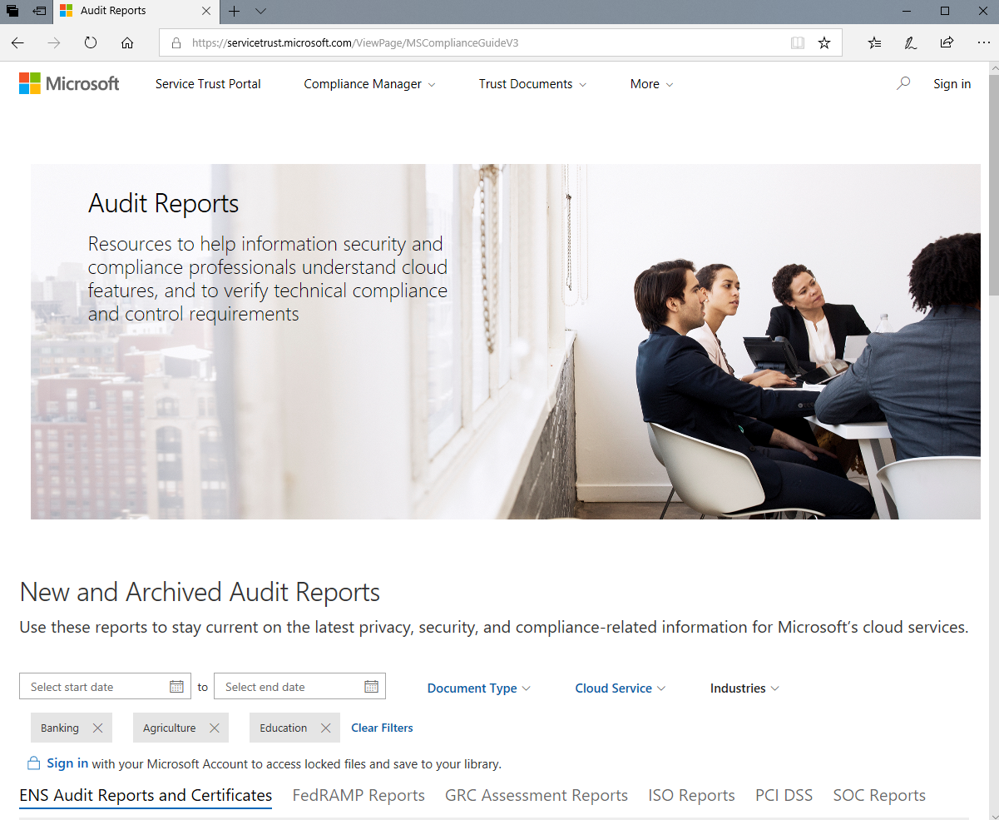 Audit Reports
https://servicetrust.microsoft.com/ViewPage/MSComplianceGuideV3
Microsoft Service Trust Portal Compliance Manager Trust Documents More Sign in
Audit Reports
Resources to help information security and
compliance professionals understand cloud
features, and to verify technical compliance
and control requirements
New and Archived Audit Reports
Use these reports to stay current on the latest privacy, security, and compliance-related information for Microsoft’s cloud services.
Select start date to Select end date Document Type Cloud Service Industries
Banking Agriculture Education Clear Filters
Sign in with your Microsoft Account to access locked files and save to your library.
ENS Audit Reports and Certificates FedRAMP Reports GRC Assessment Reports ISO Reports PCI DSS SOC Reports